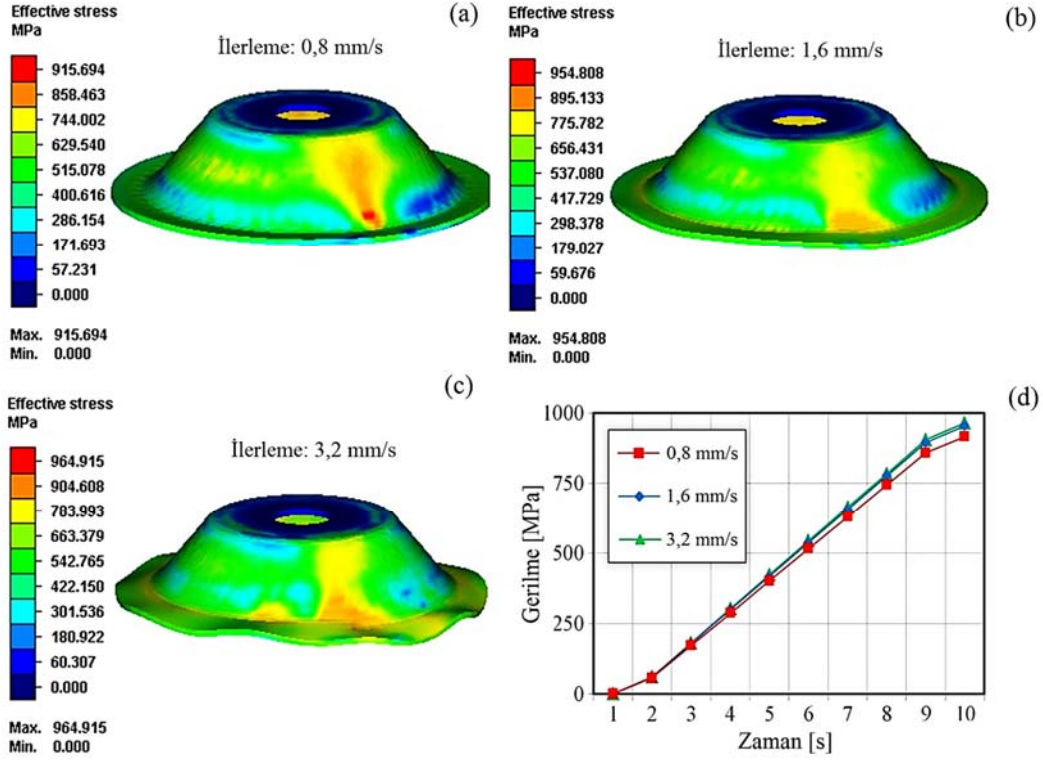 Effective stress
MPa
(a)
İlerleme: 0,8 mm/s
915.694
858.463
744.002
629.540
515.078
400.616
286.154
171.693
57.231
0.000
Max. 915.694
Min. 0.000
Effective stress
MPa
(b)
İlerleme: 1,6 mm/s
954.808
895.133
775.782
656.431
537.080
417.729
298.378
179.027
59.676
0.000
Max. 954.808
Min. 0.000
Effective stress
MPa
(c)
İlerleme: 3,2 mm/s
964.915
904.608
783.993
663.379
542.765
422.150
301.536
180.922
60.307
0.000
Max. 964.915
Min. 0.000
(d)
Gerilme [MPa]
1000
750
500
250
0
0,8 mm/s
1,6 mm/s
3,2 mm/s
1 2 3 4 5 6 7 8 9 10
Zaman [s]